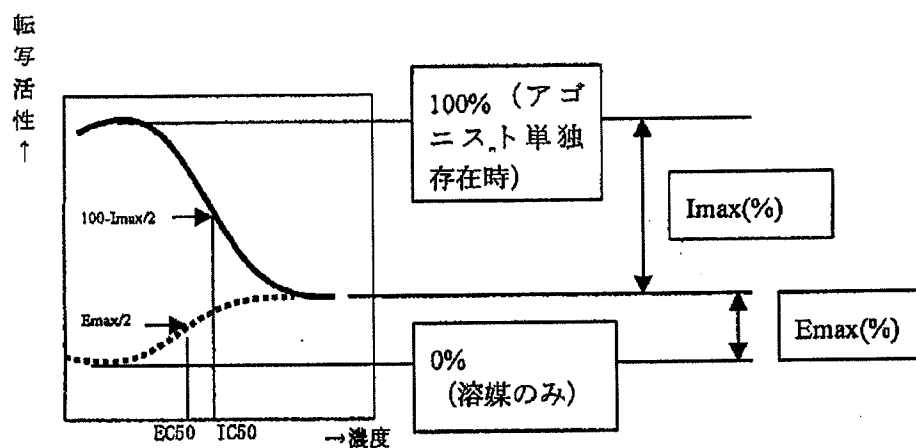 転写活性↑
100%（アゴ
ニスト単独
存在時）
Imax(%)
100-Imax/2
Emax/2
Emax(%)
0%
（溶媒のみ）
EC50 IC50 →濃度